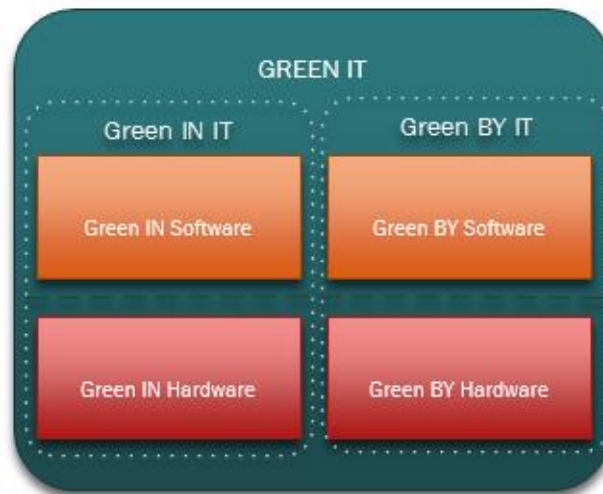 GREEN IT
Green IN IT
Green BY IT
Green IN Software
Green BY Software
Green IN Hardware
Green BY Hardware